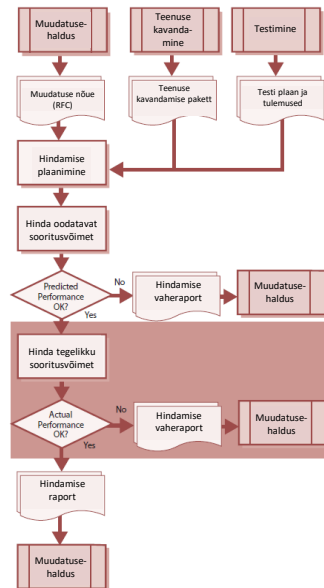 Muudatuse-
haldus
Teenuse
kavanda-
mine
Testimine
Muudatuse nõue
(RFC)
Teenuse
kavandamise pakett
Testi plaan ja
tulemused
Hindamise
plaanimine
Hinda oodatavat
sooritusvõimet
Predicted
Performance
OK?
No
Yes
Hindamise
vaheraport
Muudatuse-
haldus
Hinda tegelikku
sooritusvõimet
Actual
Performance
OK?
No
Yes
Hindamise
vaheraport
Muudatuse-
haldus
Hindamise
raport
Muudatuse-
haldus